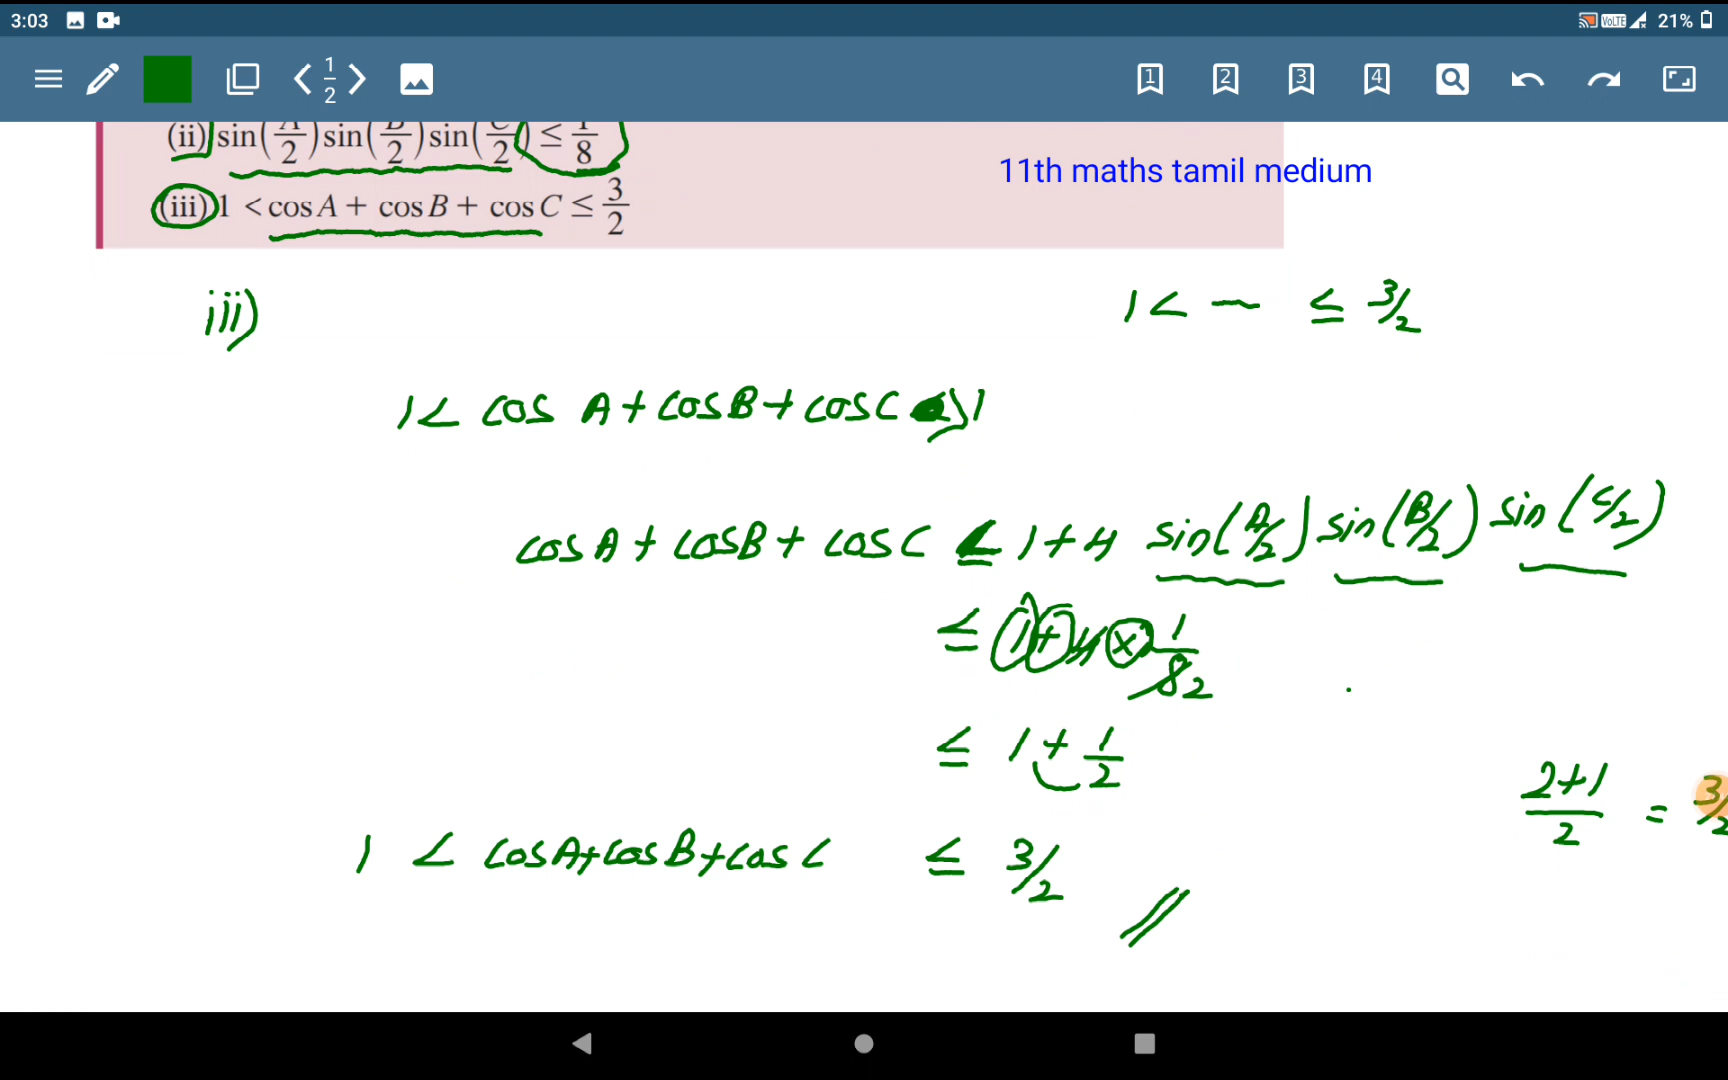 3:03 VoLTE 21%
1/2 1 2 3 4
(ii) sin(A/2)sin(B/2)sin(C/2) ≤ 1/8
11th maths tamil medium
(iii) 1 < cos A + cos B + cos C ≤ 3/2
iii)
1 < ~ ≤ 3/2
1 < cos A + cos B + cos C > 1
cos A + cos B + cos C ≤ 1 + 4 sin(A/2) sin(B/2) sin(C/2)
≤ 1 + 4 × 1/8 2
≤ 1 + 1/2
2+1/2 = 3/2
1 < cos A + cos B + cos C ≤ 3/2 //